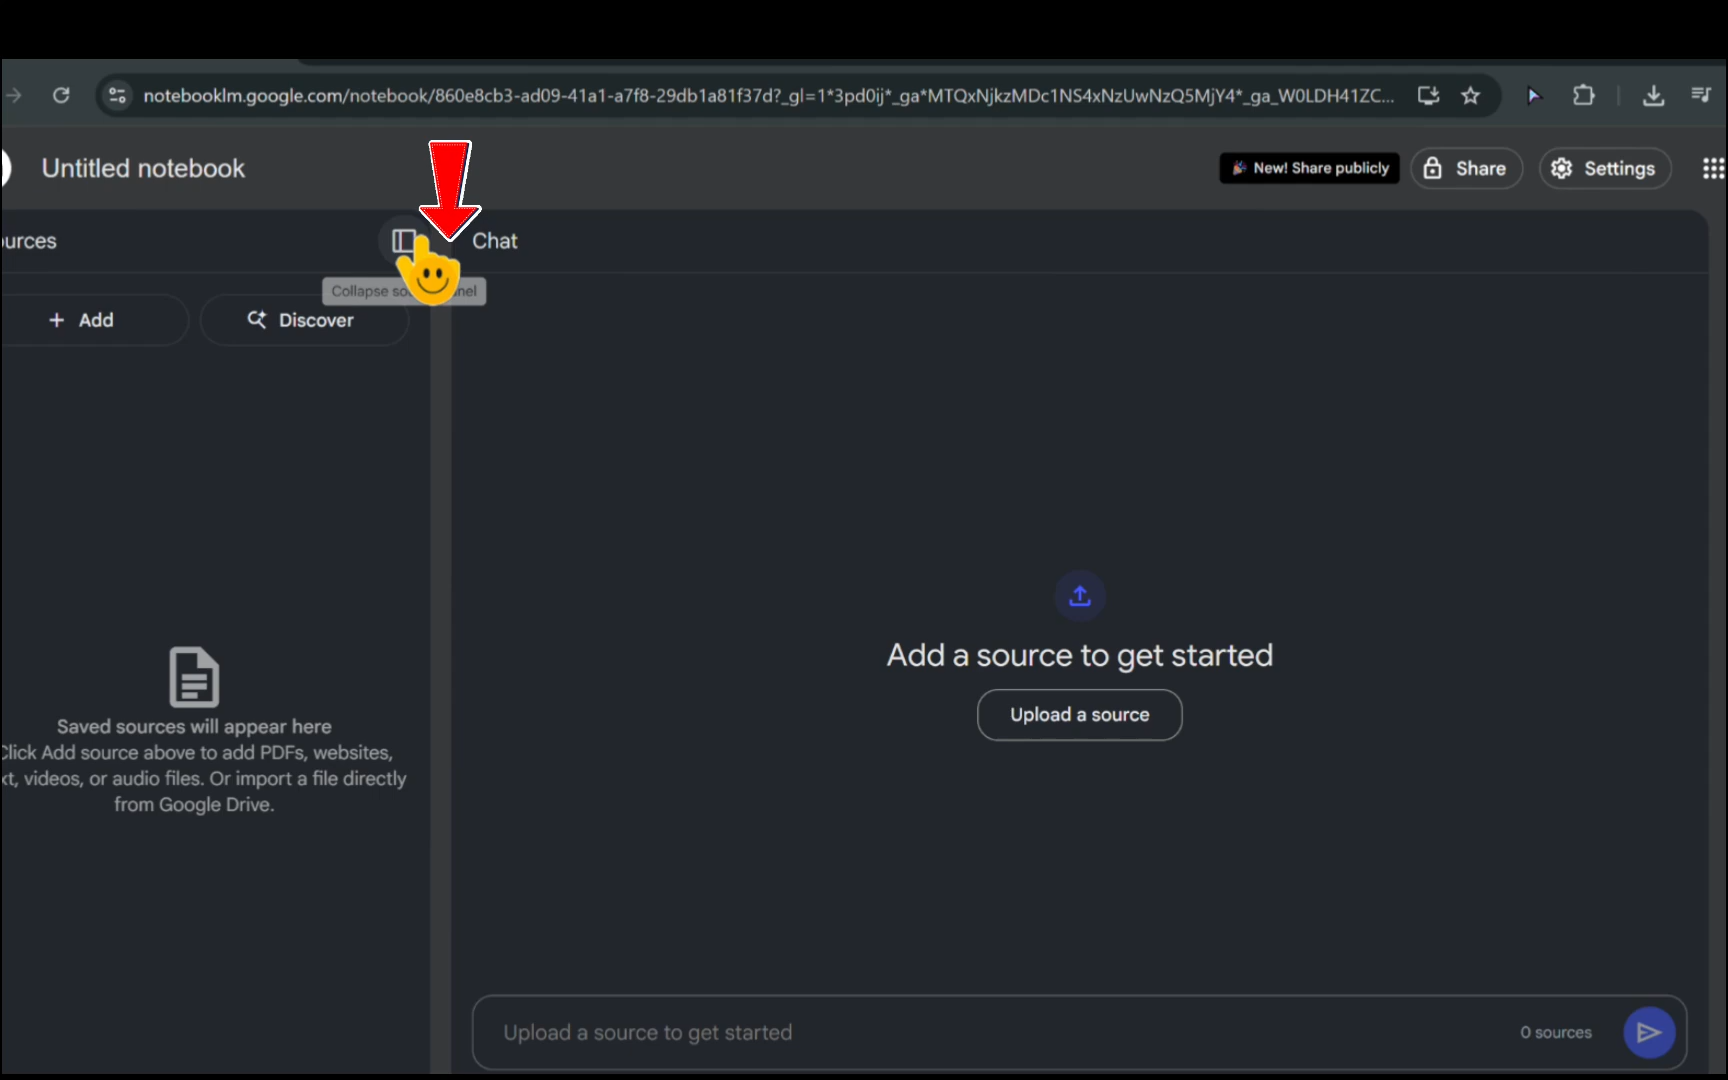 notebooklm.google.com/notebook/860e8cb3-ad09-41a1-a7f8-29db1a81f37d?_gl=1*3pd0ij*_ga*MTQxNjkzMDc1NS4xNzUwNzQ5MjY4*_ga_W0LDH41ZC...
Untitled notebook
New! Share publicly
Share
Settings
urces
Chat
Collapse
+ Add
Discover
Add a source to get started
Upload a source
Saved sources will appear here
Click Add source above to add PDFs, websites,
xt, videos, or audio files. Or import a file directly
from Google Drive.
Upload a source to get started
0 sources